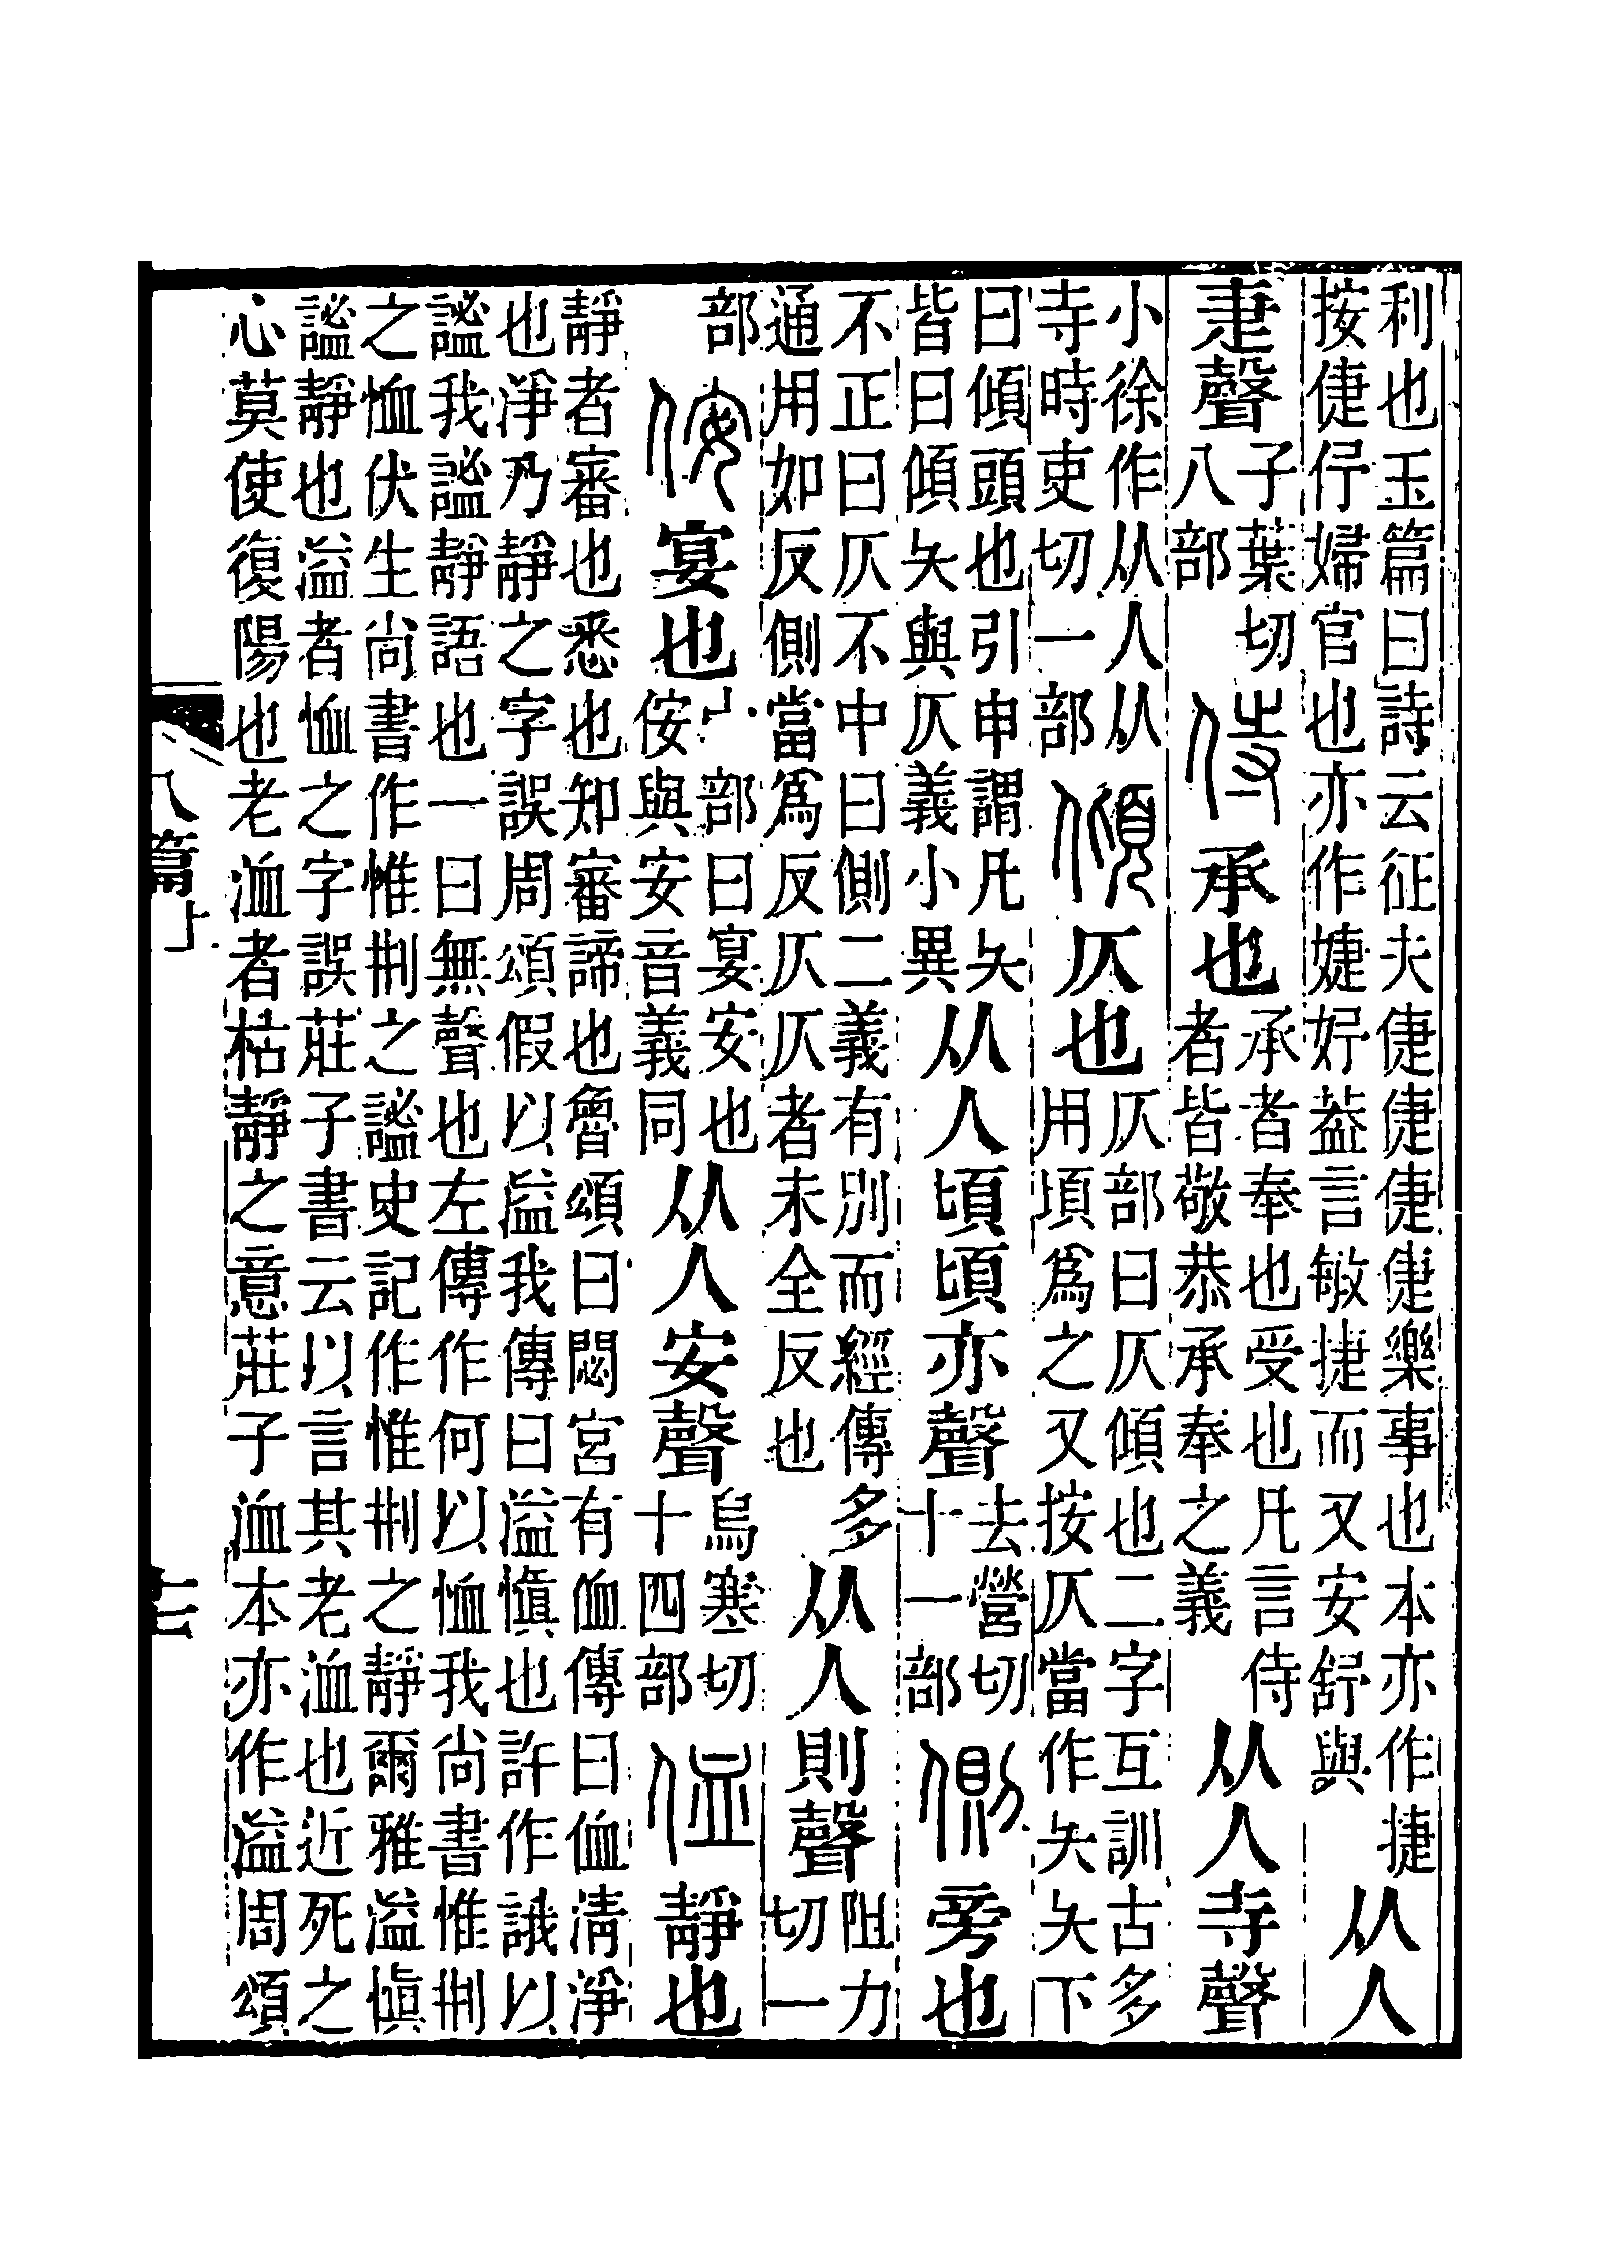 利也玉篇曰詩云征夫倢倢倢倢樂事也本亦作捷按倢伃婦官也亦作婕妤葢言敏捷而又安舒與从人
疌聲子葉切八部侍承也承者奉也受也凡言侍者皆敬恭承奉之義从人寺聲
小徐作从人从寺時吏切一部傾仄也仄部曰仄傾也二字互訓古多用頃爲之又按仄當作夨夨下
曰傾頭也引申謂凡夨皆曰傾夨與仄義小異从人頃頃亦聲去營切十一部側旁也
不正曰仄不中曰側二義有別而經傳多通用如反側當爲反仄仄者未全反也从人則聲阻力切一
部侒宴也宀部曰宴安也侒與安音義同从人安聲烏寒切十四部侐靜也
靜者審也悉也知審諦也魯頌曰閟宮有侐傳曰侐清淨
也淨乃靜之字誤周頌假以溢我傳曰溢愼也許作誐以
謐我謐靜語也一曰無聲也左傳作何以恤我尚書惟𠛬
之恤伏生尚書作惟𠛬之謐史記作惟𠛬之靜爾雅溢愼
謐靜也溢者恤之字誤莊子書云以言其老洫也近死之
心莫使復陽也老洫者枯靜之意莊子洫本亦作溢周頌
八篇上
十七